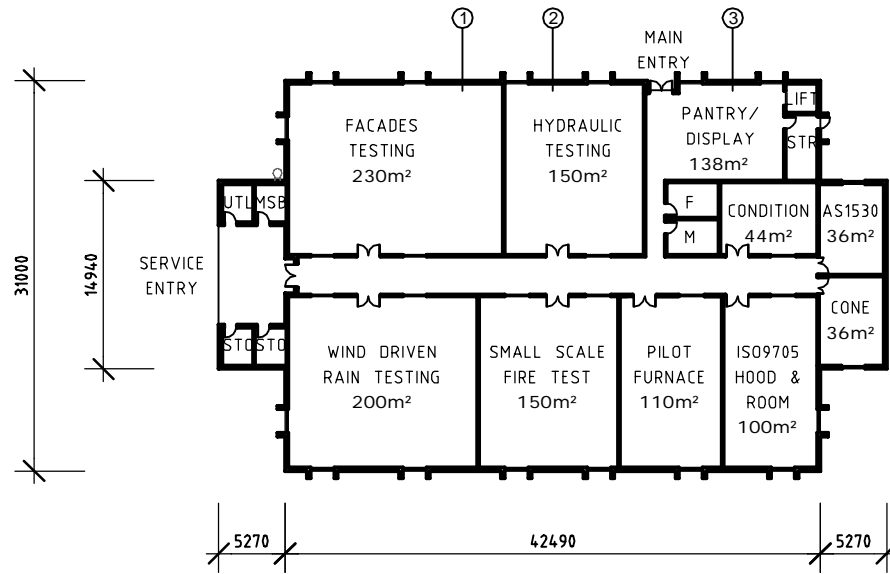 1
2
3
MAIN
ENTRY
FACADES
TESTING
230m²
HYDRAULIC
TESTING
150m²
PANTRY/
DISPLAY
138m²
LIFT
STR
UTL
MSB
F
M
CONDITION
44m²
AS1530
36m²
SERVICE
ENTRY
CONE
36m²
STO
STO
WIND DRIVEN
RAIN TESTING
200m²
SMALL SCALE
FIRE TEST
150m²
PILOT
FURNACE
110m²
ISO9705
HOOD &
ROOM
100m²
31000
14940
5270
42490
5270